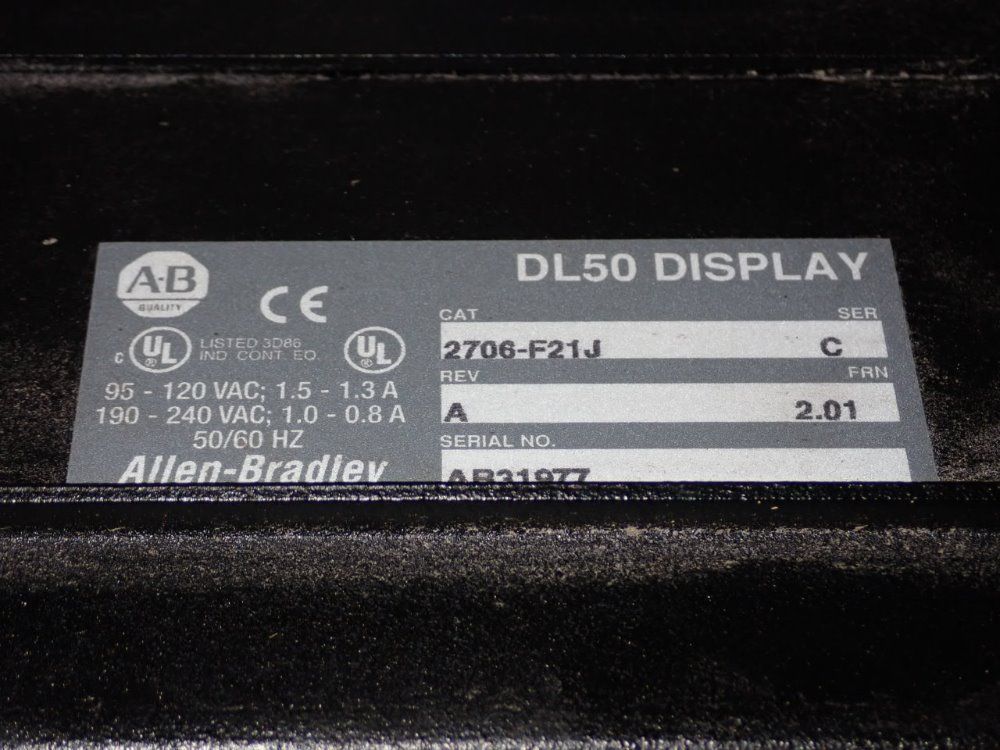 A-B
QUALITY
CE
DL50 DISPLAY
CAT SER
2706-F21J C
c UL LISTED 3D86 UL
IND CONT. EQ.
REV FRN
A 2.01
95 - 120 VAC; 1.5 - 1.3 A
190 - 240 VAC; 1.0 - 0.8 A
50/60 HZ
SERIAL NO.
Allen-Bradley